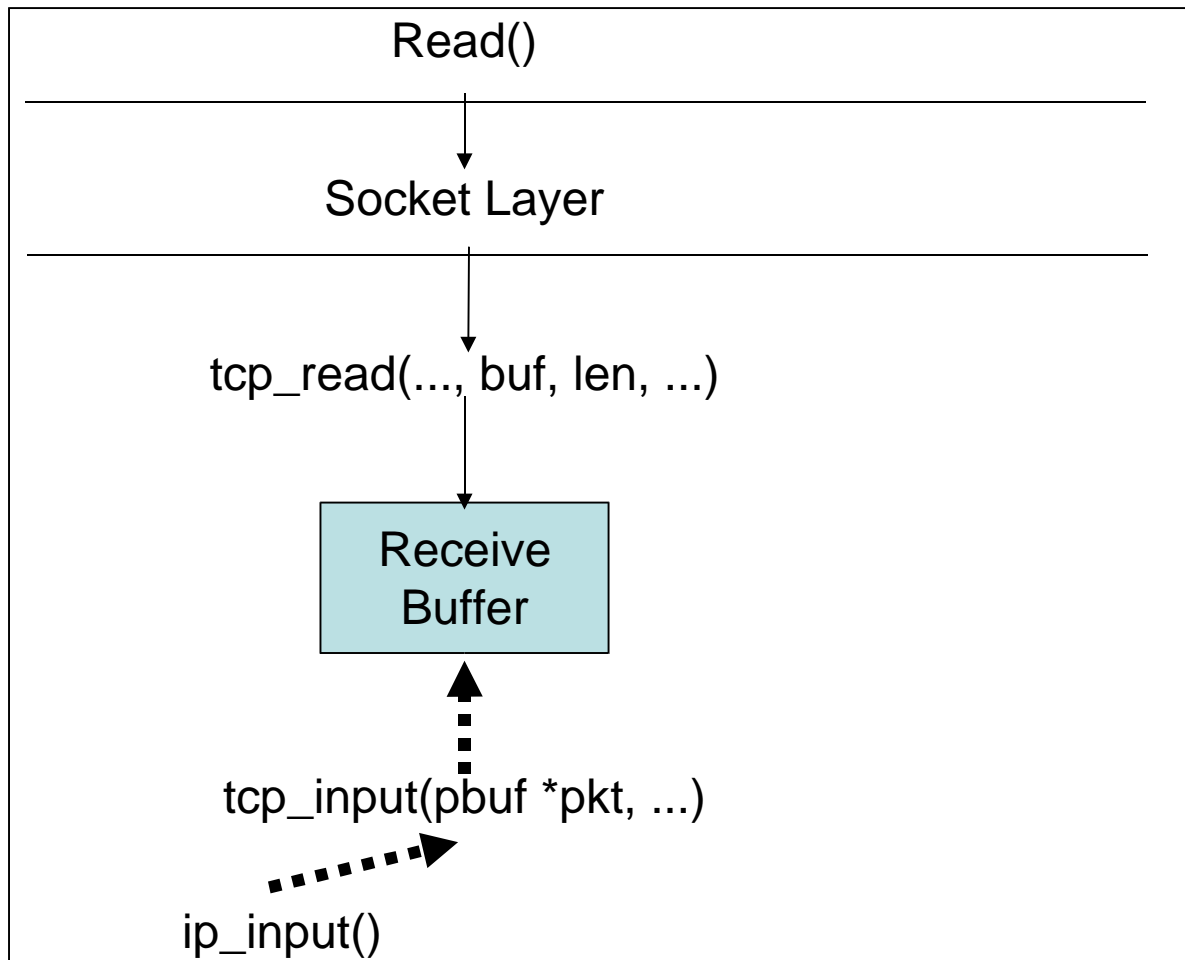 Read()
Socket Layer
tcp_read(..., buf, len, ...)
Receive
Buffer
tcp_input(pbuf *pkt, ...)
ip_input()